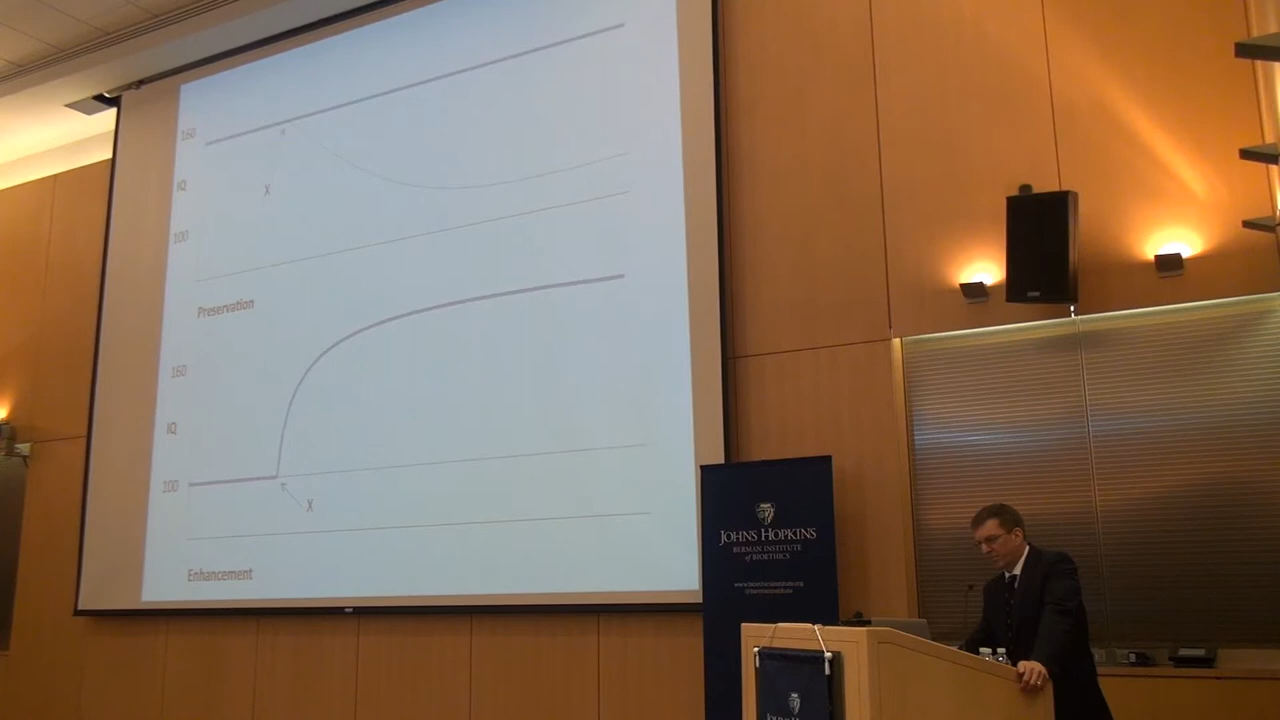 160
IQ
X
100
Preservation
160
IQ
100
X
Enhancement
JOHNS HOPKINS
BERMAN INSTITUTE
of BIOETHICS